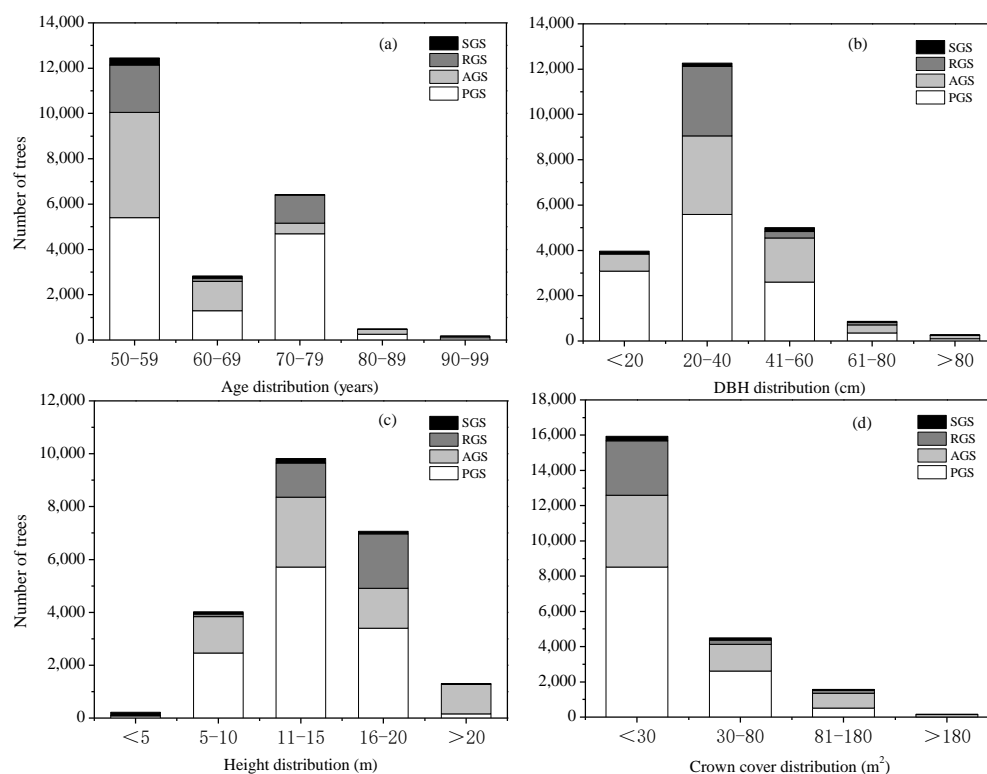 14,000
12,000
10,000
8,000
6,000
4,000
2,000
0
Number of trees
(a)
SGS
RGS
AGS
PGS
50-59 60-69 70-79 80-89 90-99
Age distribution (years)
14,000
12,000
10,000
8,000
6,000
4,000
2,000
0
(b)
SGS
RGS
AGS
PGS
<20 20-40 41-60 61-80 >80
DBH distribution (cm)
12,000
10,000
8,000
6,000
4,000
2,000
0
Number of trees
(c)
SGS
RGS
AGS
PGS
<5 5-10 11-15 16-20 >20
Height distribution (m)
18,000
16,000
14,000
12,000
10,000
8,000
6,000
4,000
2,000
0
(d)
SGS
RGS
AGS
PGS
<30 30-80 81-180 >180
Crown cover distribution (m²)